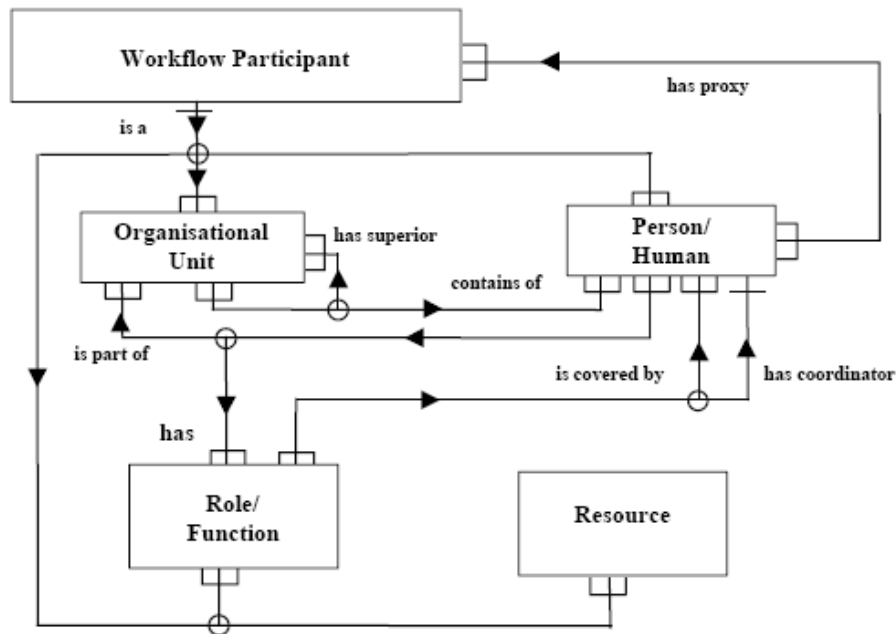 Workflow Participant
has proxy
is a
Organisational
Unit
has superior
Person/
Human
contains of
is part of
is covered by
has coordinator
has
Role/
Function
Resource